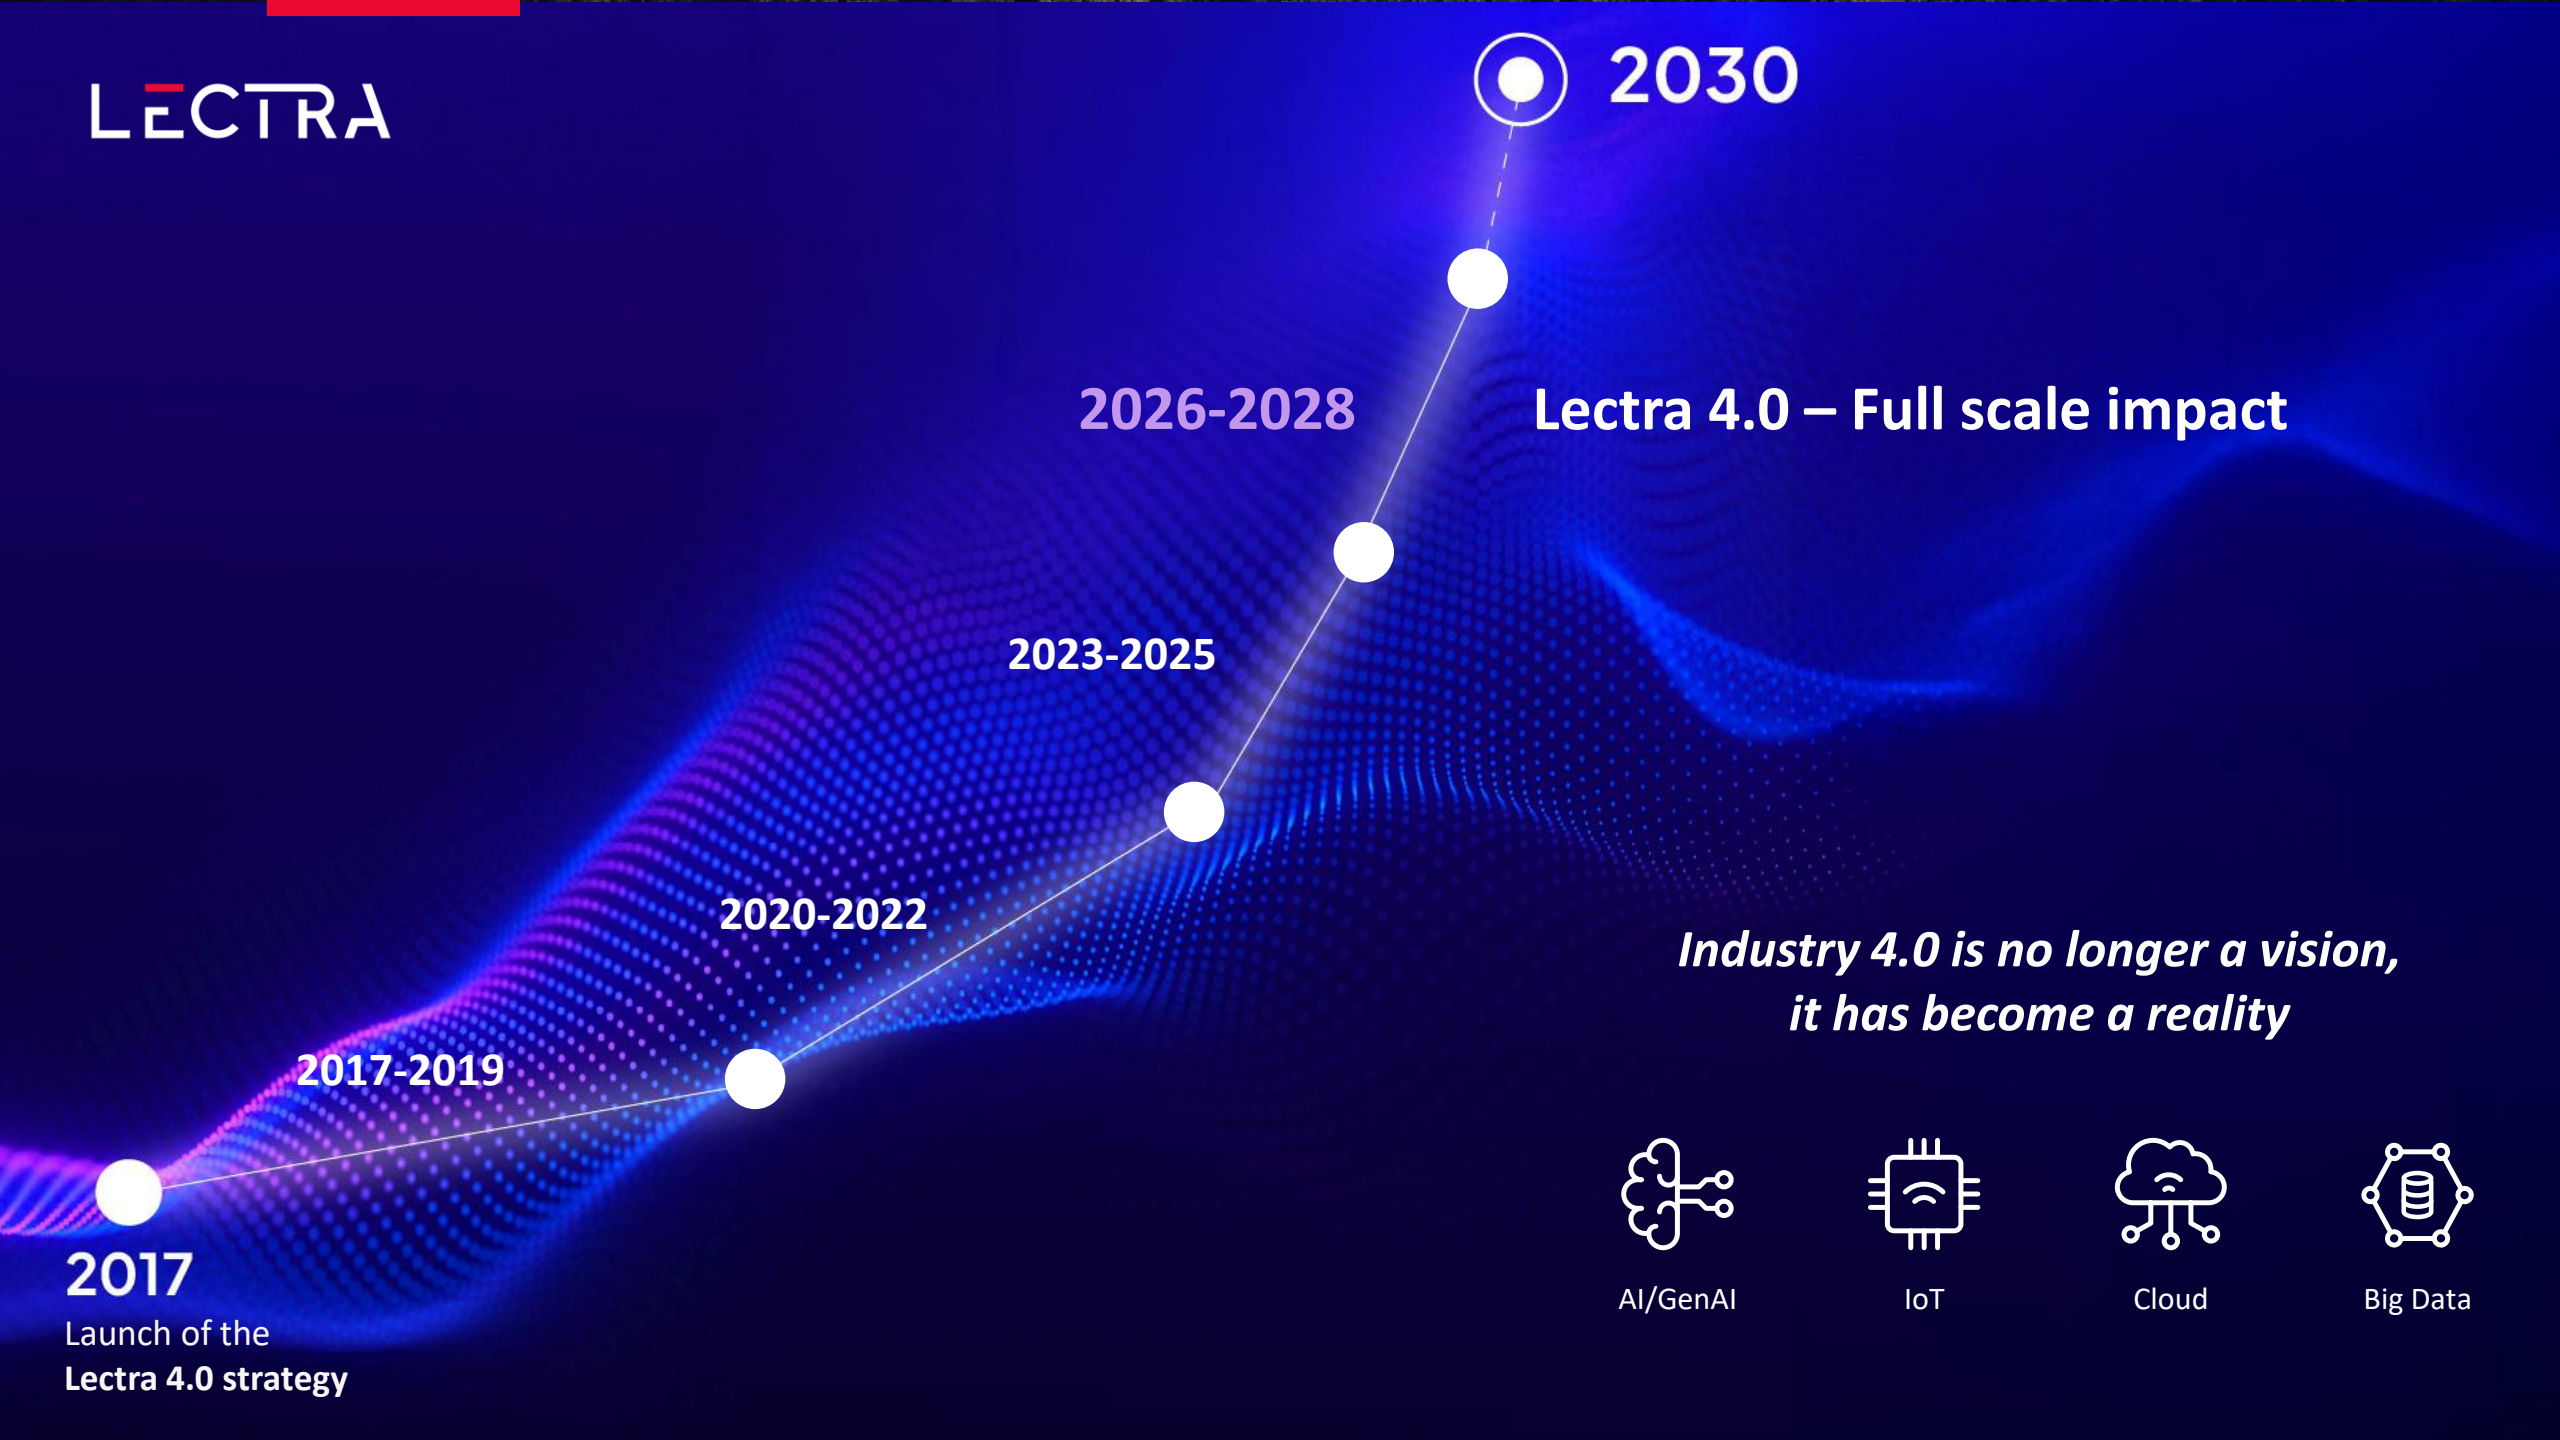 LECTRA
2030
2026-2028
Lectra 4.0 – Full scale impact
2023-2025
2020-2022
Industry 4.0 is no longer a vision,
it has become a reality
2017-2019
2017
Launch of the
Lectra 4.0 strategy
AI/GenAI
IoT
Cloud
Big Data